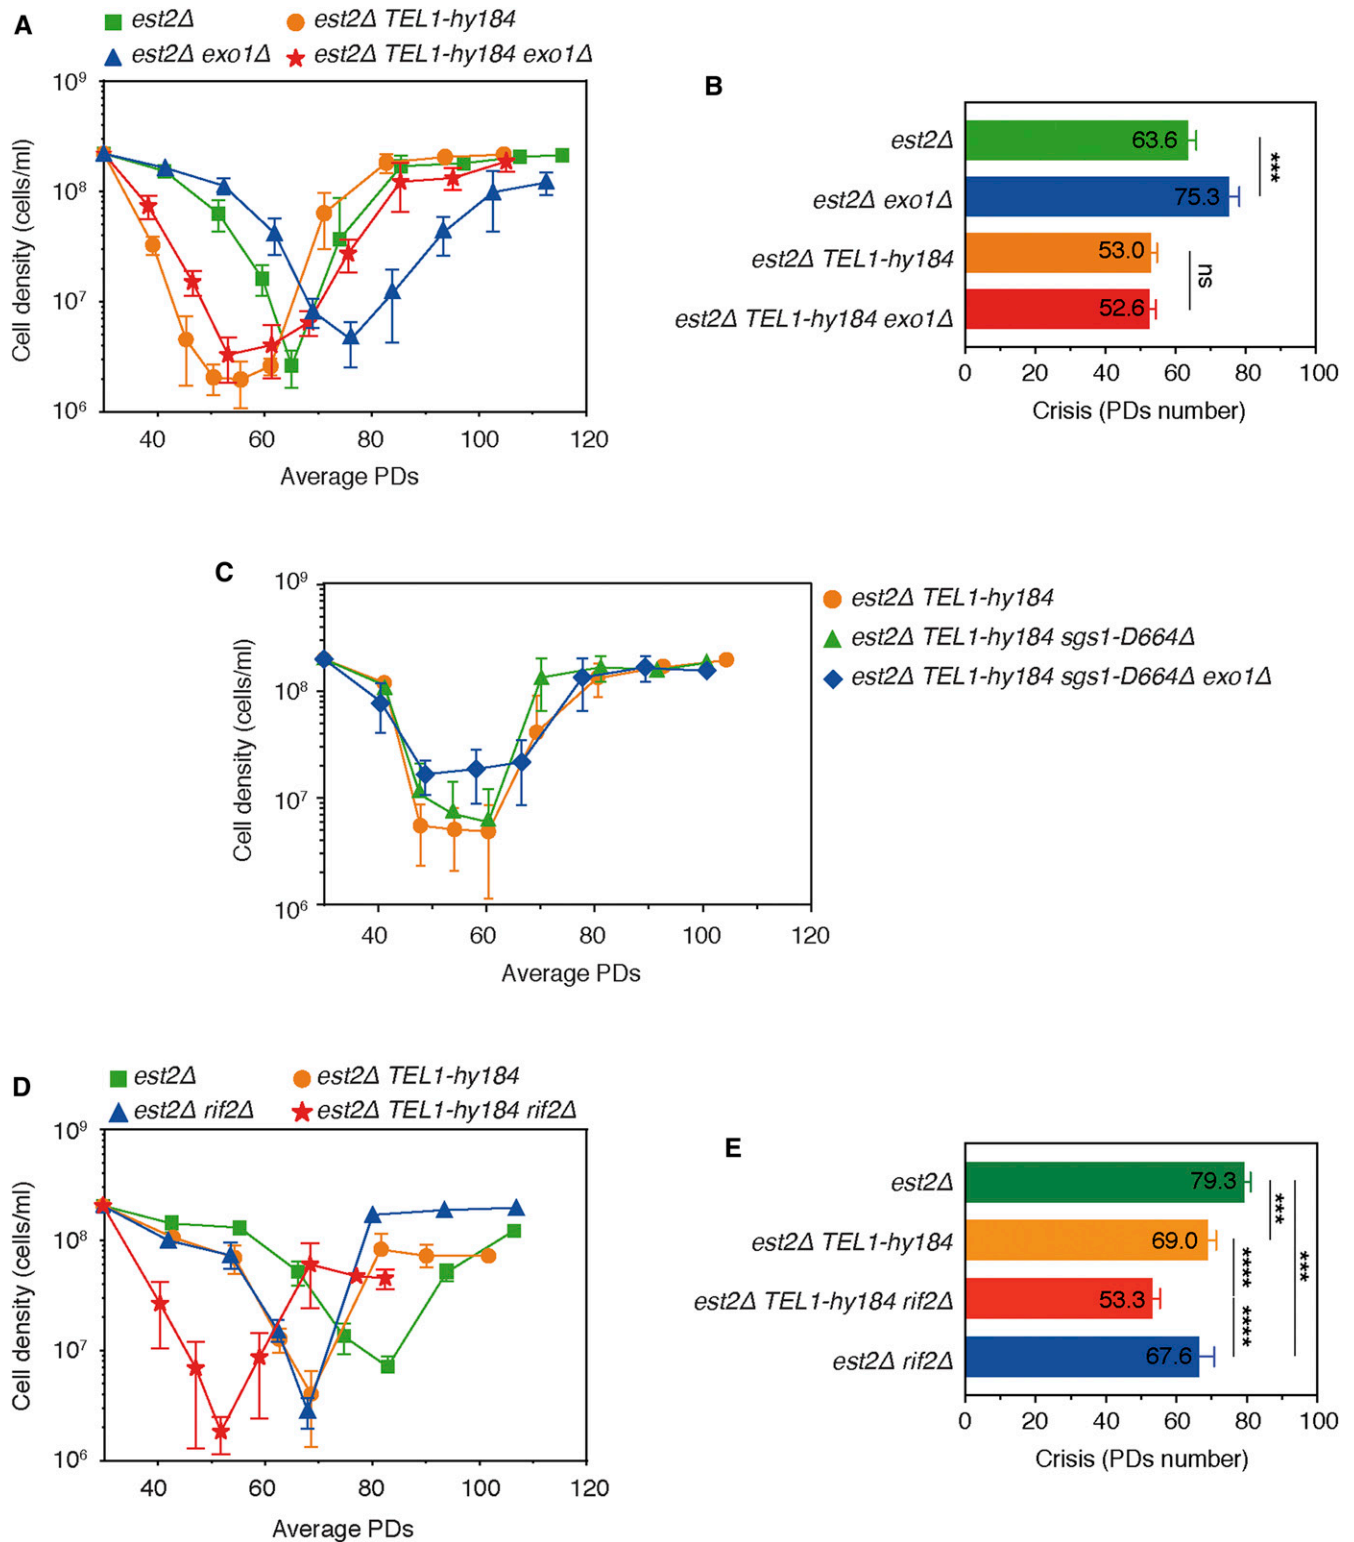 A
est2Δ est2Δ TEL1-hy184
est2Δ exo1Δ est2Δ TEL1-hy184 exo1Δ
10⁹
10⁸
10⁷
10⁶
Cell density (cells/ml)
40 60 80 100 120
Average PDs
B
est2Δ 63.6
est2Δ exo1Δ 75.3
est2Δ TEL1-hy184 53.0
est2Δ TEL1-hy184 exo1Δ 52.6
***
ns
0 20 40 60 80 100
Crisis (PDs number)
C
10⁹
10⁸
10⁷
10⁶
Cell density (cells/ml)
40 60 80 100 120
Average PDs
est2Δ TEL1-hy184
est2Δ TEL1-hy184 sgs1-D664Δ
est2Δ TEL1-hy184 sgs1-D664Δ exo1Δ
D
est2Δ est2Δ TEL1-hy184
est2Δ rif2Δ est2Δ TEL1-hy184 rif2Δ
10⁹
10⁸
10⁷
10⁶
Cell density (cells/ml)
40 60 80 100 120
Average PDs
E
est2Δ 79.3
est2Δ TEL1-hy184 69.0
est2Δ TEL1-hy184 rif2Δ 53.3
est2Δ rif2Δ 67.6
***
****
****
***
0 20 40 60 80 100
Crisis (PDs number)